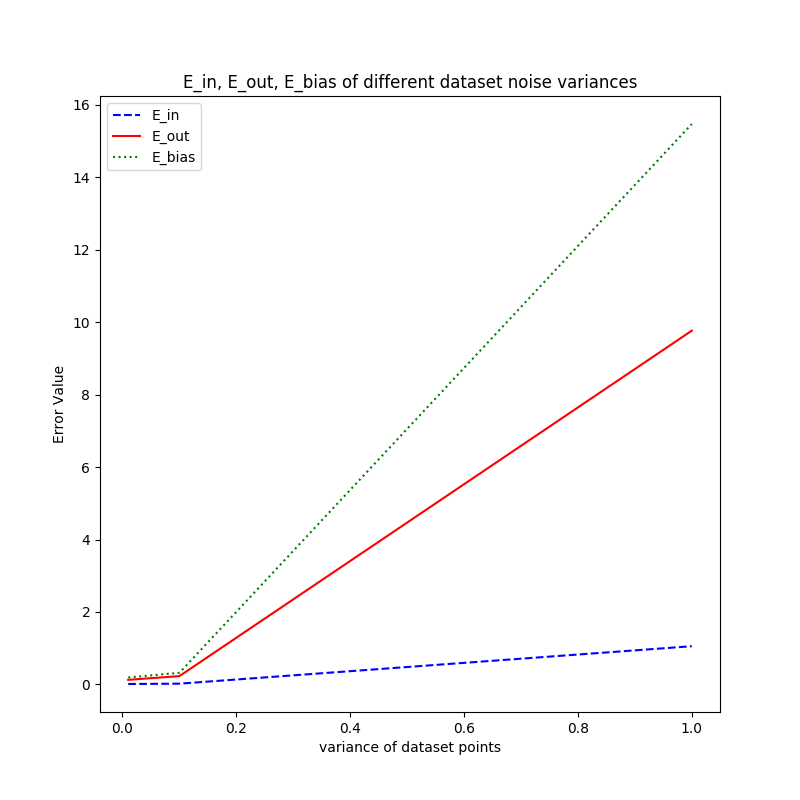 E_in, E_out, E_bias of different dataset noise variances
E_in
E_out
E_bias
16
14
12
10
8
6
4
2
0
Error Value
0.0 0.2 0.4 0.6 0.8 1.0
variance of dataset points